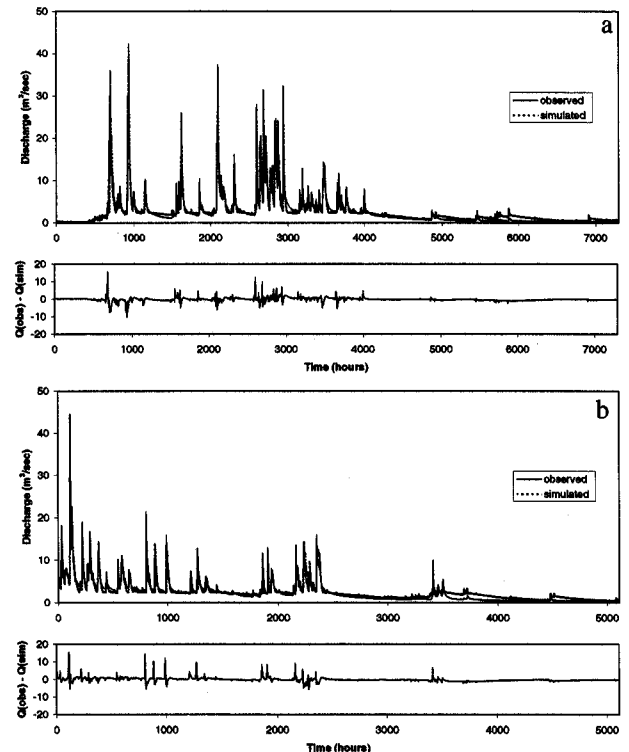 a
50
40
30
20
10
0
Discharge (m³/sec)
observed
simulated
0 1000 2000 3000 4000 5000 6000 7000
20
10
0
-10
-20
Q(obs) - Q(sim)
0 1000 2000 3000 4000 5000 6000 7000
Time (hours)
b
50
40
30
20
10
0
Discharge (m³/sec)
observed
simulated
0 1000 2000 3000 4000 5000
20
10
0
-10
-20
Q(obs) - Q(sim)
0 1000 2000 3000 4000 5000
Time (hours)